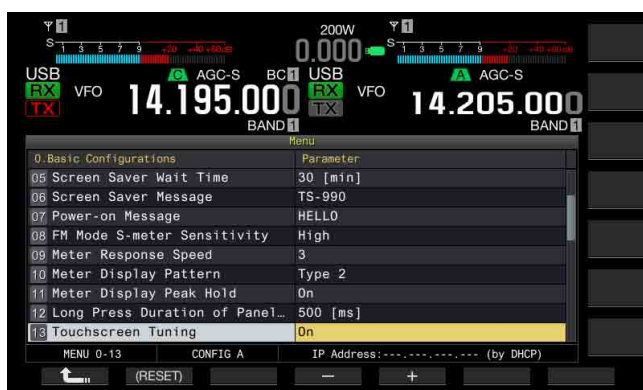 1 200W 1
S 1 3 5 7 9 +20 +40 +60dB 0.000 S 1 3 5 7 9 +20 +40 +60dB
USB C AGC-S BC1 USB A AGC-S
RX VFO 14.195.000 RX VFO 14.205.000
TX TX
BAND 1 BAND 1
Menu
0.Basic Configurations Parameter
05 Screen Saver Wait Time 30 [min]
06 Screen Saver Message TS-990
07 Power-on Message HELLO
08 FM Mode S-meter Sensitivity High
09 Meter Response Speed 3
10 Meter Display Pattern Type 2
11 Meter Display Peak Hold On
12 Long Press Duration of Panel… 500 [ms]
13 Touchscreen Tuning On
MENU 0-13 CONFIG A IP Address:---.---.---.--- (by DHCP)
(RESET) − +